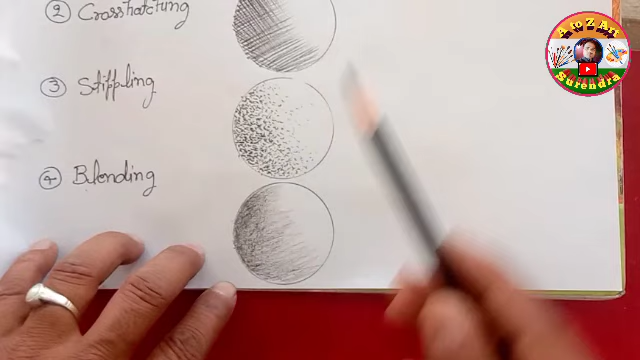 ② Crosshatching
③ Stippling
④ Blending
A to Z Art
Surendra